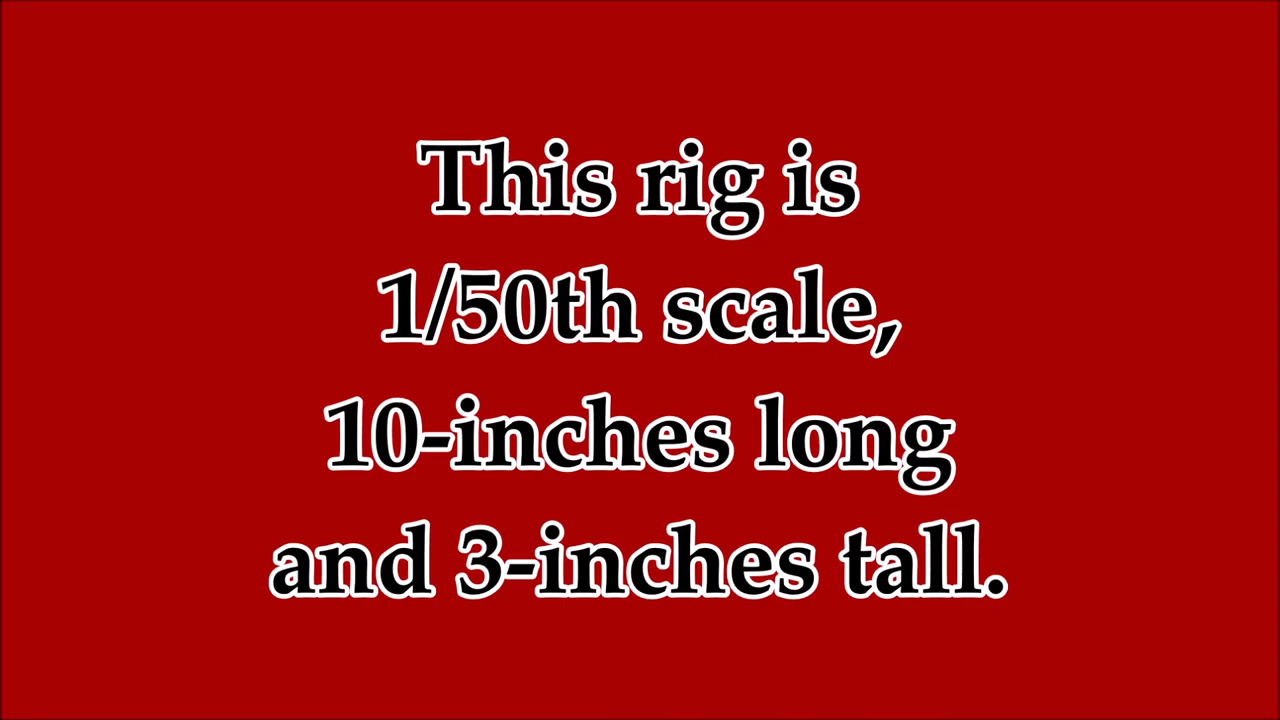 This rig is
1/50th scale,
10-inches long
and 3-inches tall.